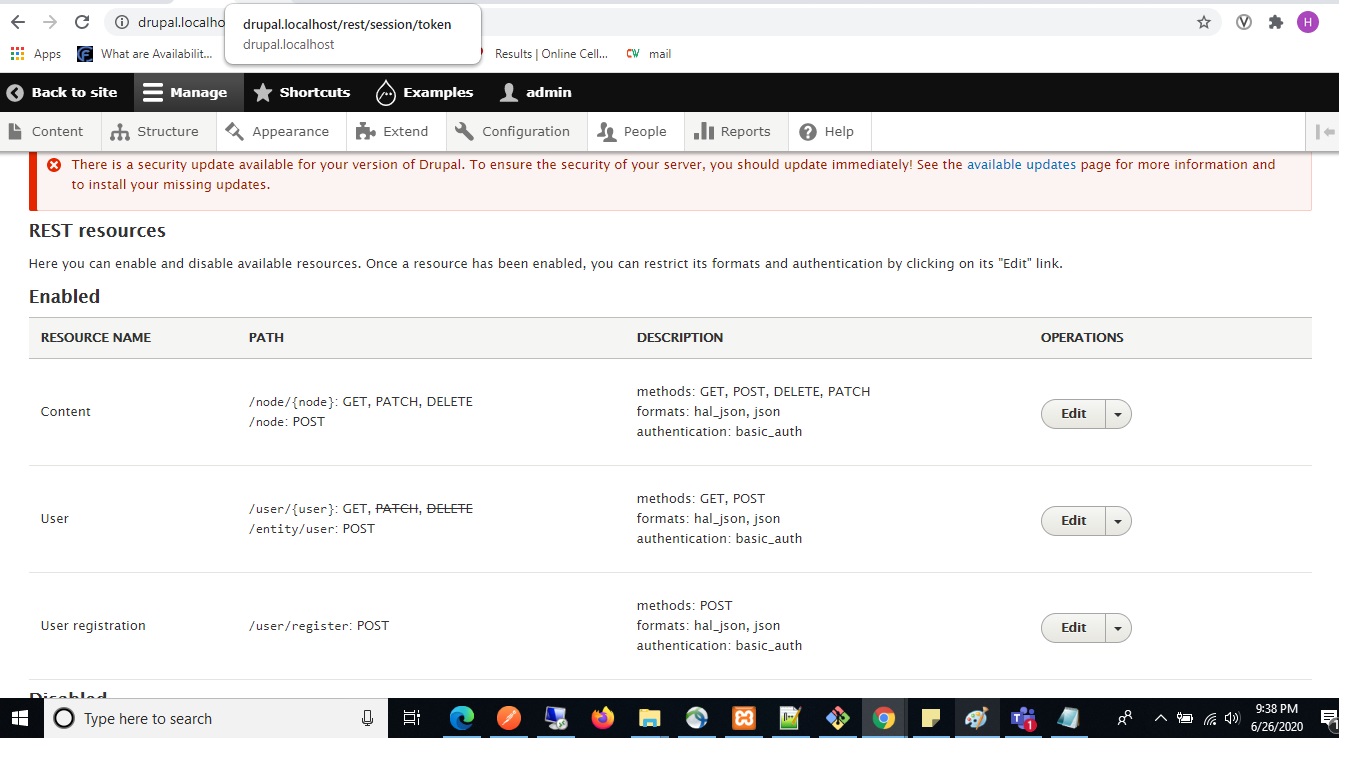 drupal.localho
drupal.localhost/rest/session/token
drupal.localhost
H
Apps
What are Availabilit...
Results | Online Cell...
CW mail
Back to site
Manage
Shortcuts
Examples
admin
Content
Structure
Appearance
Extend
Configuration
People
Reports
Help
There is a security update available for your version of Drupal. To ensure the security of your server, you should update immediately! See the available updates page for more information and
to install your missing updates.
REST resources
Here you can enable and disable available resources. Once a resource has been enabled, you can restrict its formats and authentication by clicking on its "Edit" link.
Enabled
RESOURCE NAME PATH DESCRIPTION OPERATIONS
Content
/node/{node}: GET, PATCH, DELETE
/node: POST
methods: GET, POST, DELETE, PATCH
formats: hal_json, json
authentication: basic_auth
Edit
User
/user/{user}: GET, PATCH, DELETE
/entity/user: POST
methods: GET, POST
formats: hal_json, json
authentication: basic_auth
Edit
User registration
/user/register: POST
methods: POST
formats: hal_json, json
authentication: basic_auth
Edit
Disabled
Type here to search
1
9:38 PM
6/26/2020
1